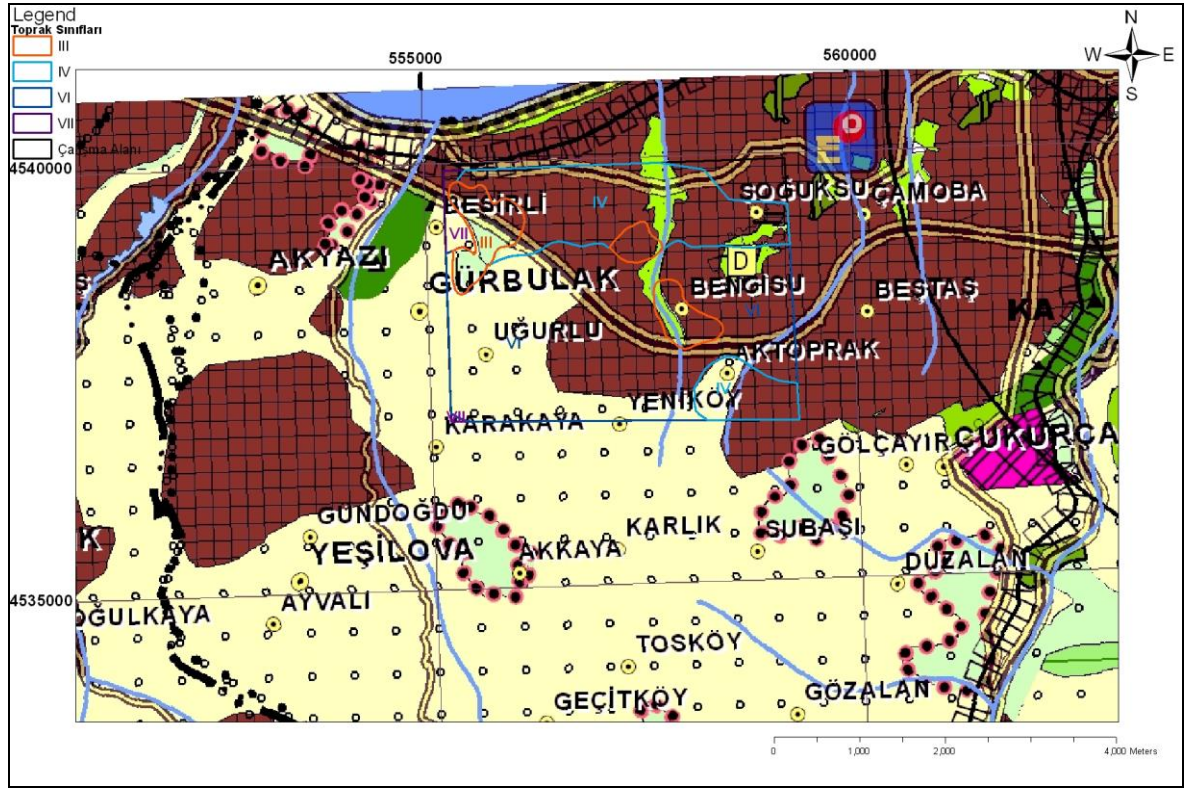 Legend
Toprak Sınıfları
III
IV
VI
VII
Çalışma Alanı
N
W
E
S
555000
560000
4540000
BEŞİRLİ
IV
SOĞUKSU
ÇAMOBA
VII
III
AKYAZI
D
GÜRBULAK
BENGİSU
BEŞTAŞ
VI
KA
UĞURLU
VI
AKTOPRAK
IV
YENİKÖY
VII
KARAKAYA
GÖLÇAYIR
ÇUKURÇA
GÜNDOĞDU
KARLIK
SUBAŞI
K
YEŞİLOVA
AKKAYA
DÜZALAN
4535000
AYVALI
OĞULKAYA
TOSKÖY
GEÇİTKÖY
GÖZALAN
0
1,000
2,000
4,000 Meters